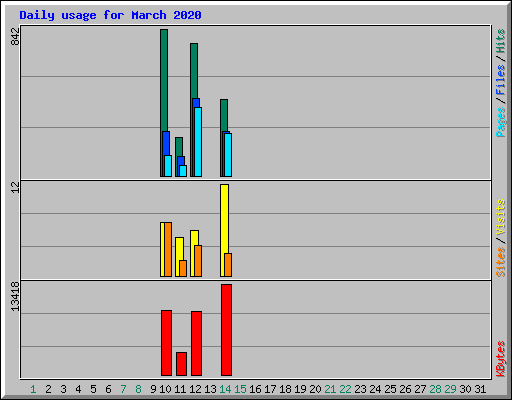 Daily usage for March 2020
842
Pages/Files/Hits
12
Sites/Visits
13418
KBytes
1 2 3 4 5 6 7 8 9 10 11 12 13 14 15 16 17 18 19 20 21 22 23 24 25 26 27 28 29 30 31